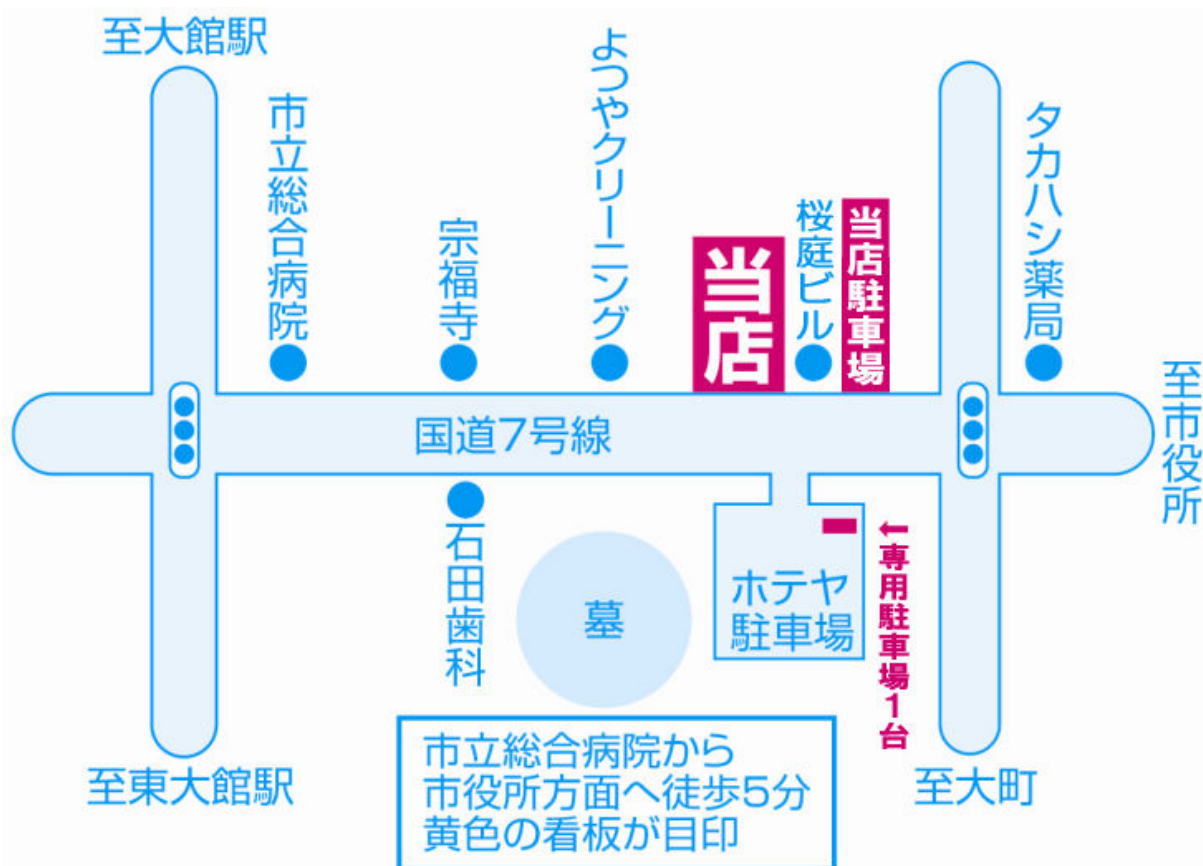 至大館駅
市立総合病院
宗福寺
よつやクリーニング
当店
桜庭ビル
当店駐車場
タカハシ薬局
至市役所
国道7号線
石田歯科
墓
ホテヤ
駐車場
←専用駐車場1台
至東大館駅
市立総合病院から
市役所方面へ徒歩5分
黄色の看板が目印
至大町